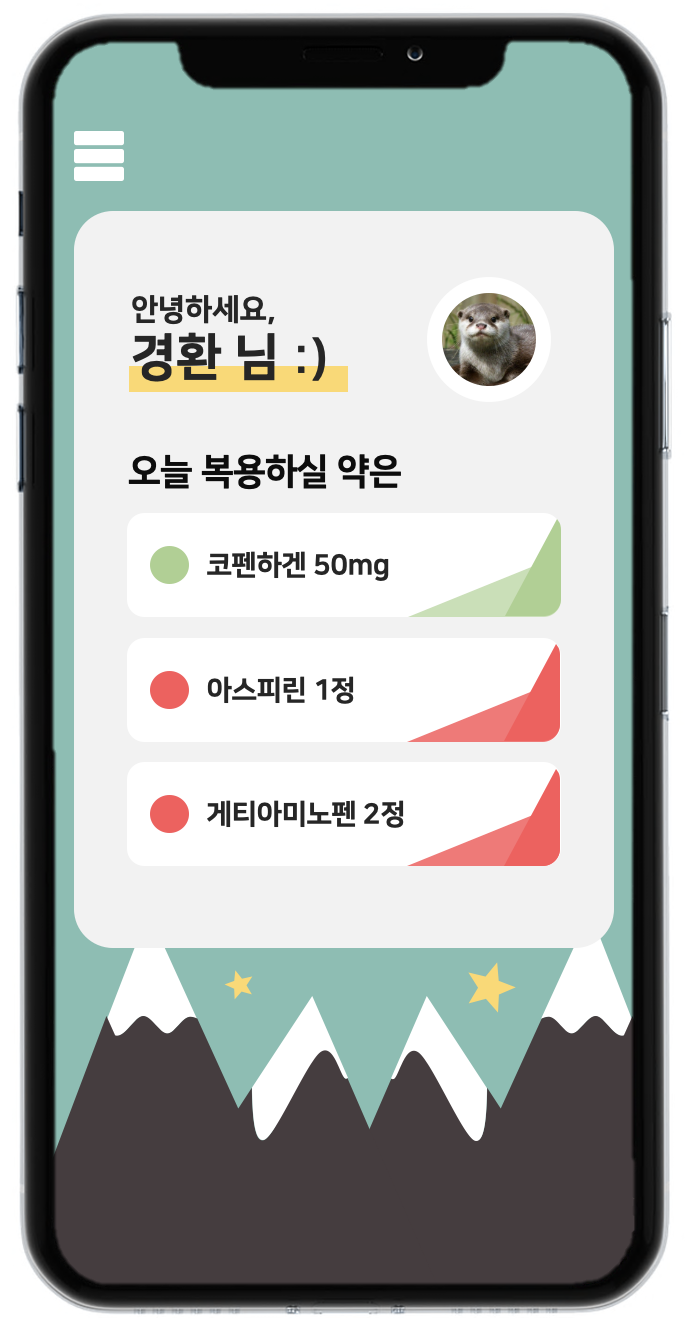 안녕하세요,
경환 님 :)
오늘 복용하실 약은
코펜하겐 50mg
아스피린 1정
게티아미노펜 2정